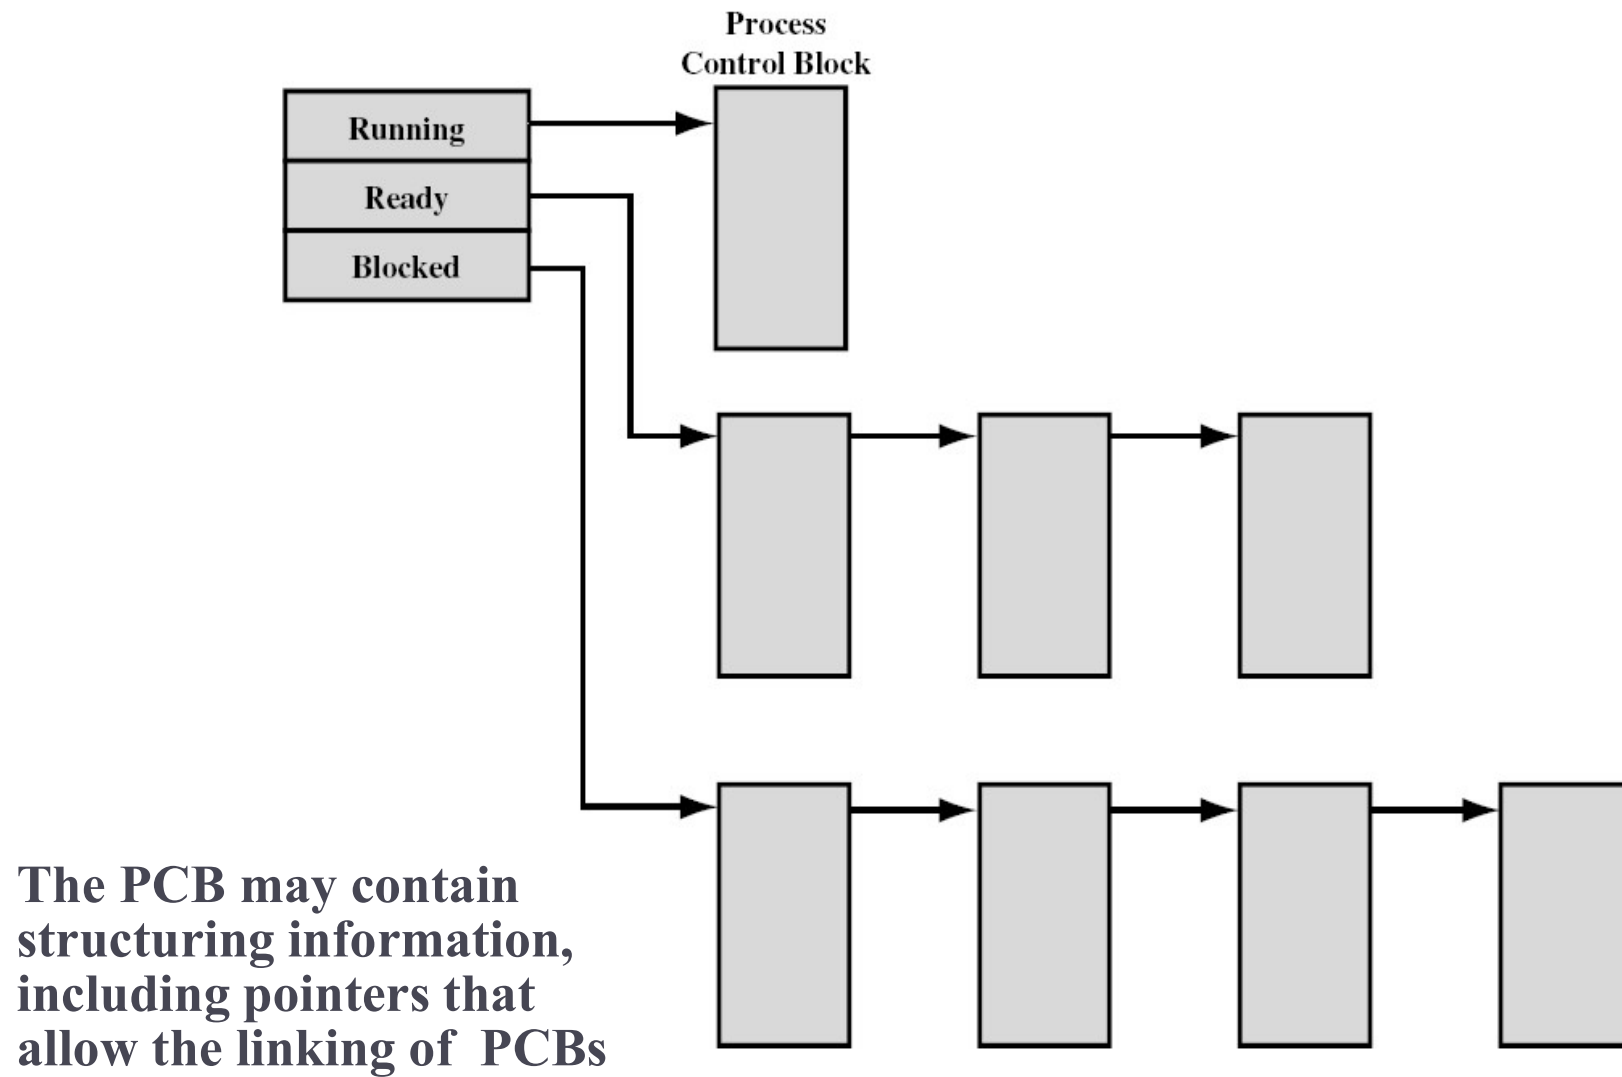 Process
Control Block
Running
Ready
Blocked
The PCB may contain
structuring information,
including pointers that
allow the linking of  PCBs